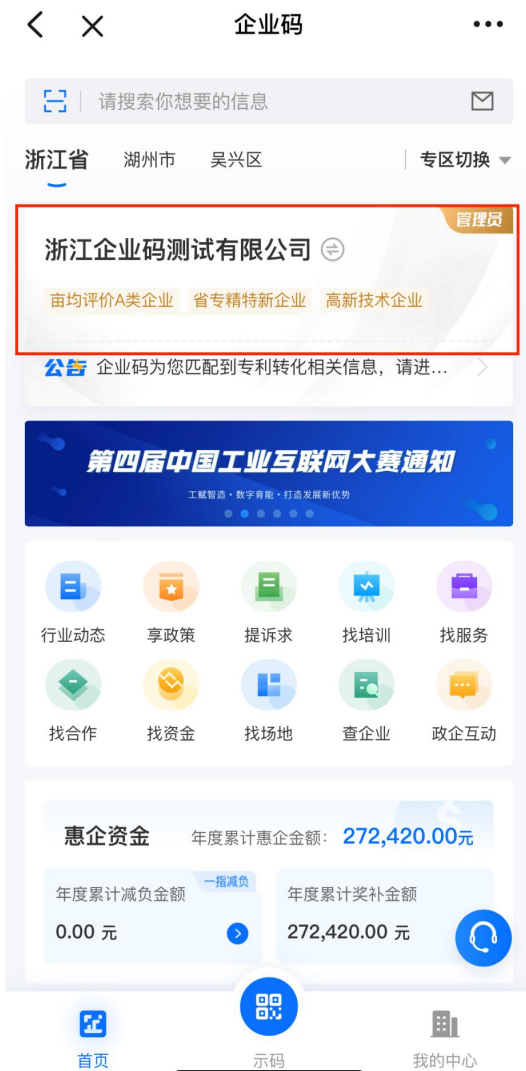 企业码
请搜索你想要的信息
浙江省 湖州市 吴兴区 专区切换
管理员
浙江企业码测试有限公司
亩均评价A类企业 省专精特新企业 高新技术企业
公告 企业码为您匹配到专利转化相关信息，请进...
第四届中国工业互联网大赛通知
工赋智造·数字育能·打造发展新优势
行业动态 享政策 提诉求 找培训 找服务
找合作 找资金 找场地 查企业 政企互动
惠企资金 年度累计惠企金额: 272,420.00元
一指减负
年度累计减负金额 年度累计奖补金额
0.00 元 272,420.00 元
首页 示码 我的中心